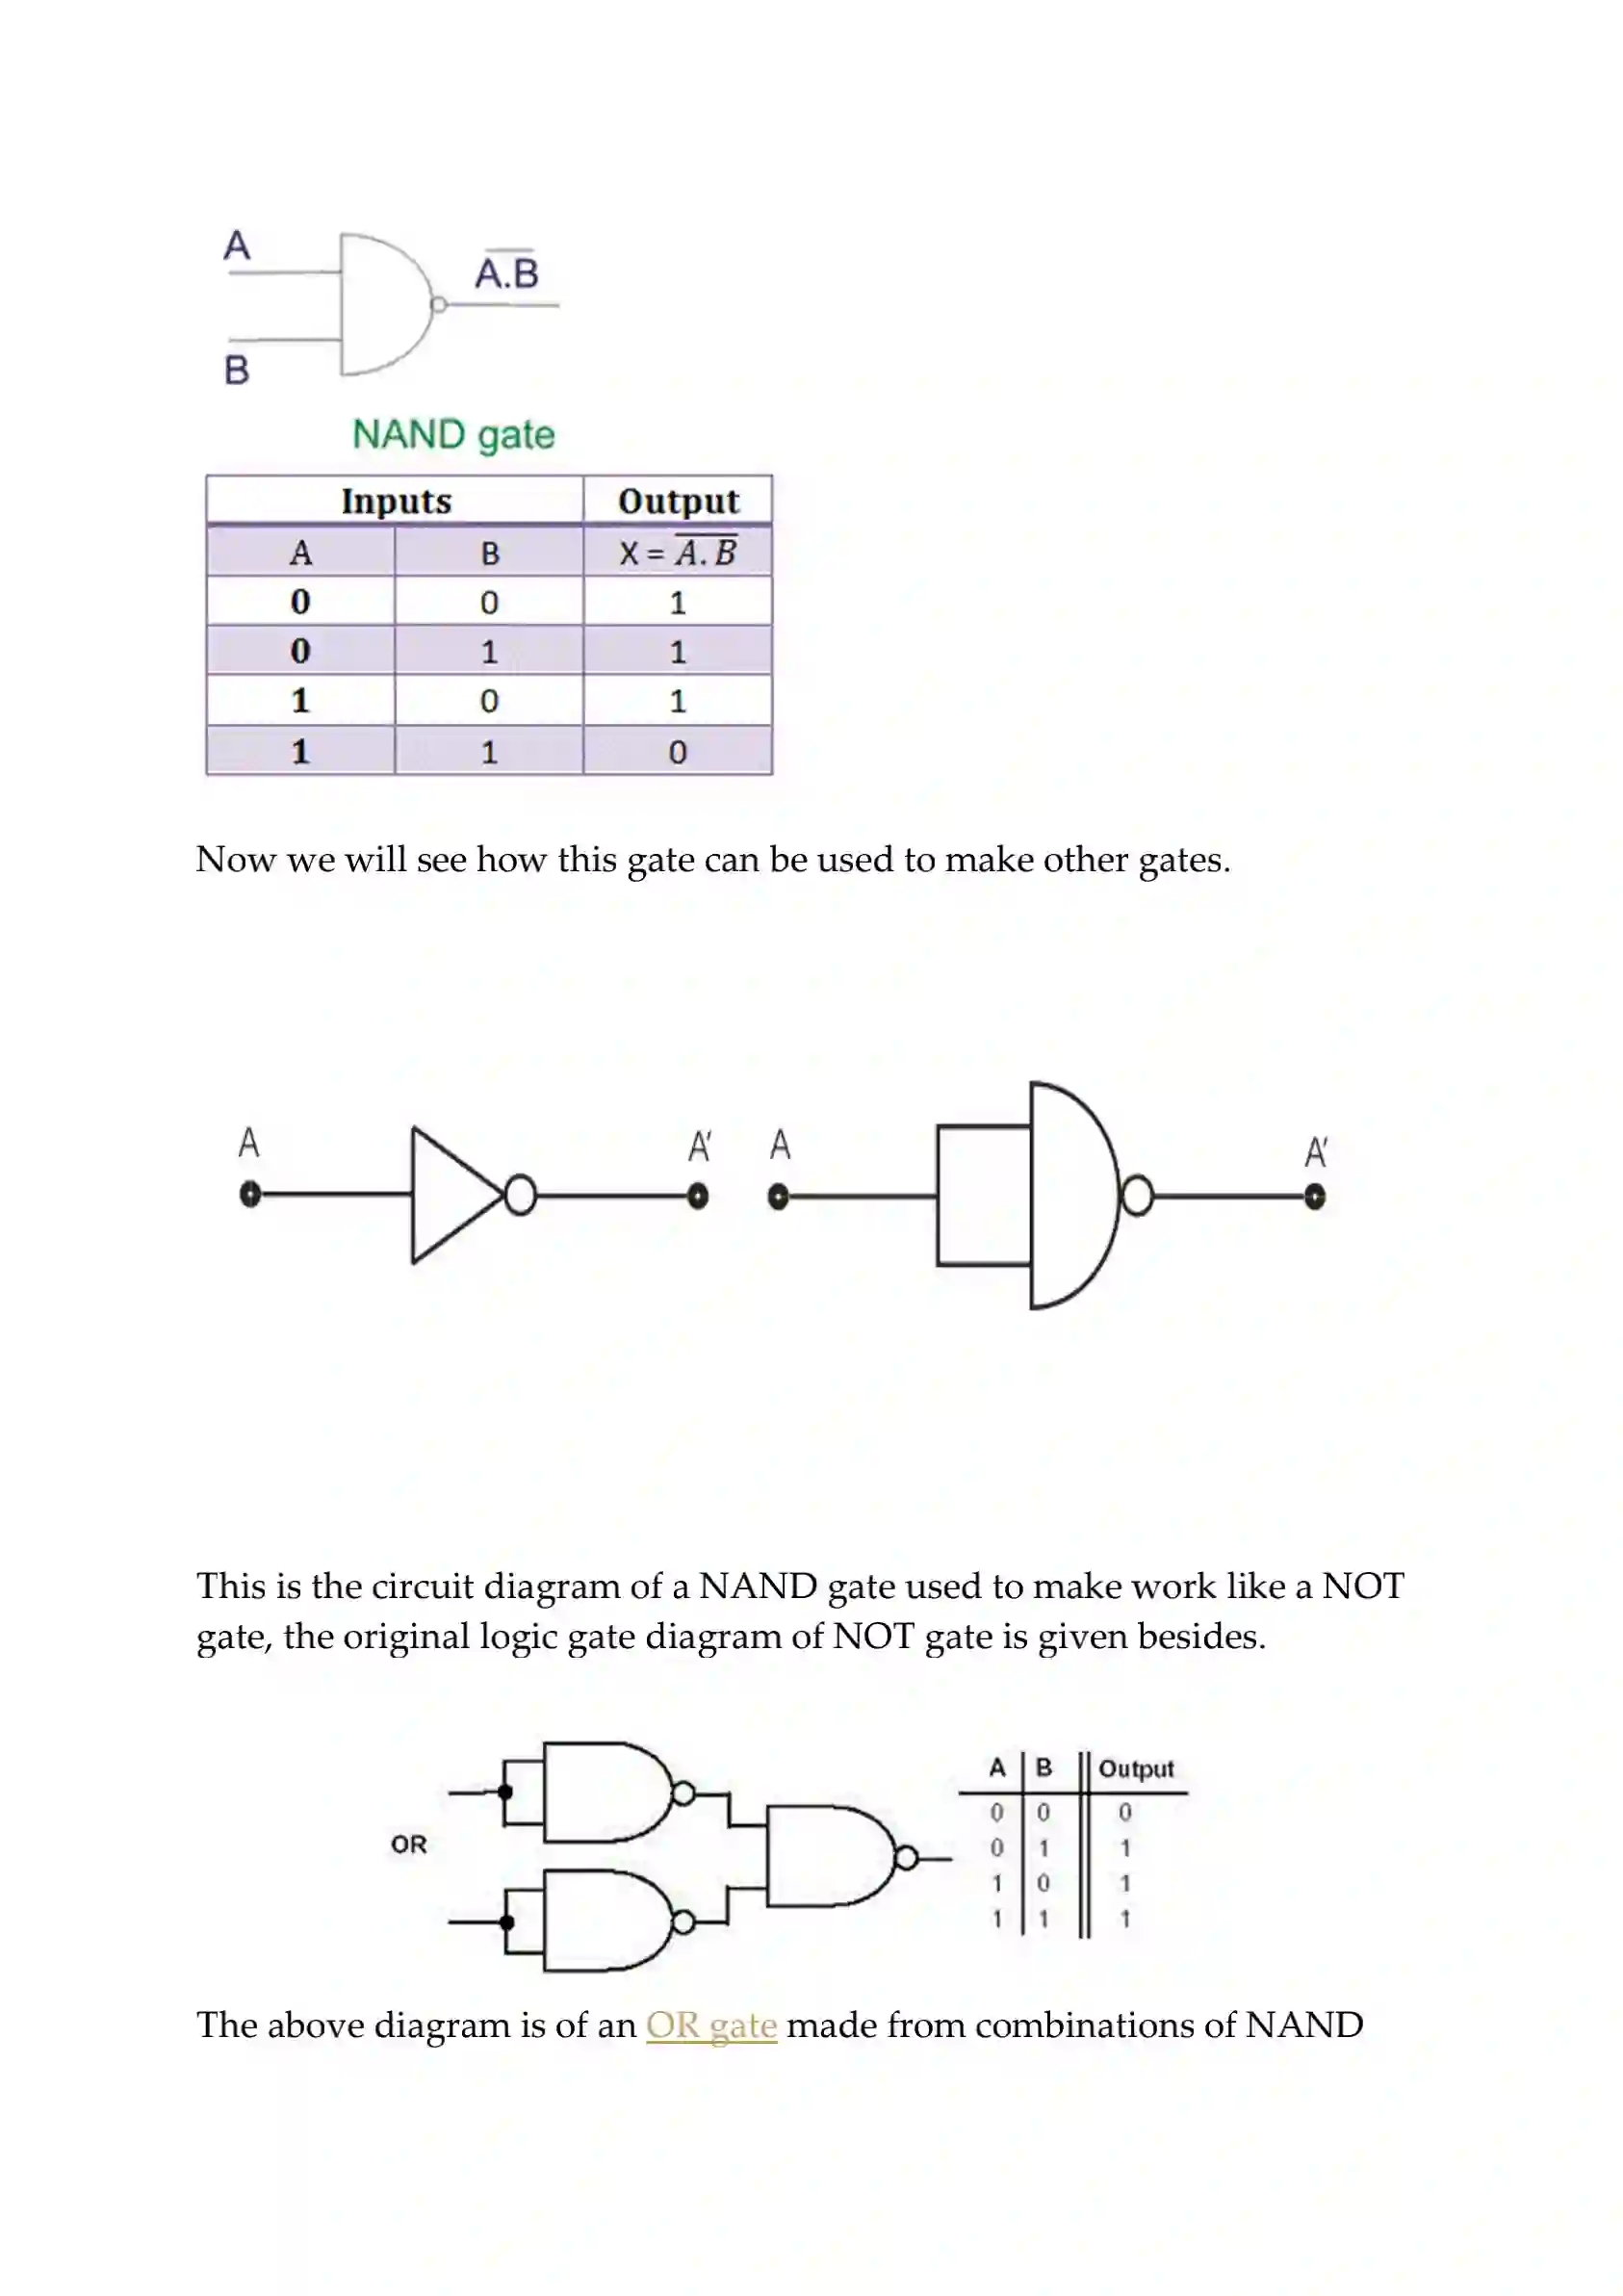 A
A.B
B
NAND gate
Inputs Output
A B X = A. B
0 0 1
0 1 1
1 0 1
1 1 0
Now we will see how this gate can be used to make other gates.
A A' A A'
This is the circuit diagram of a NAND gate used to make work like a NOT
gate, the original logic gate diagram of NOT gate is given besides.
OR
A B Output
0 0 0
0 1 1
1 0 1
1 1 1
The above diagram is of an OR gate made from combinations of NAND